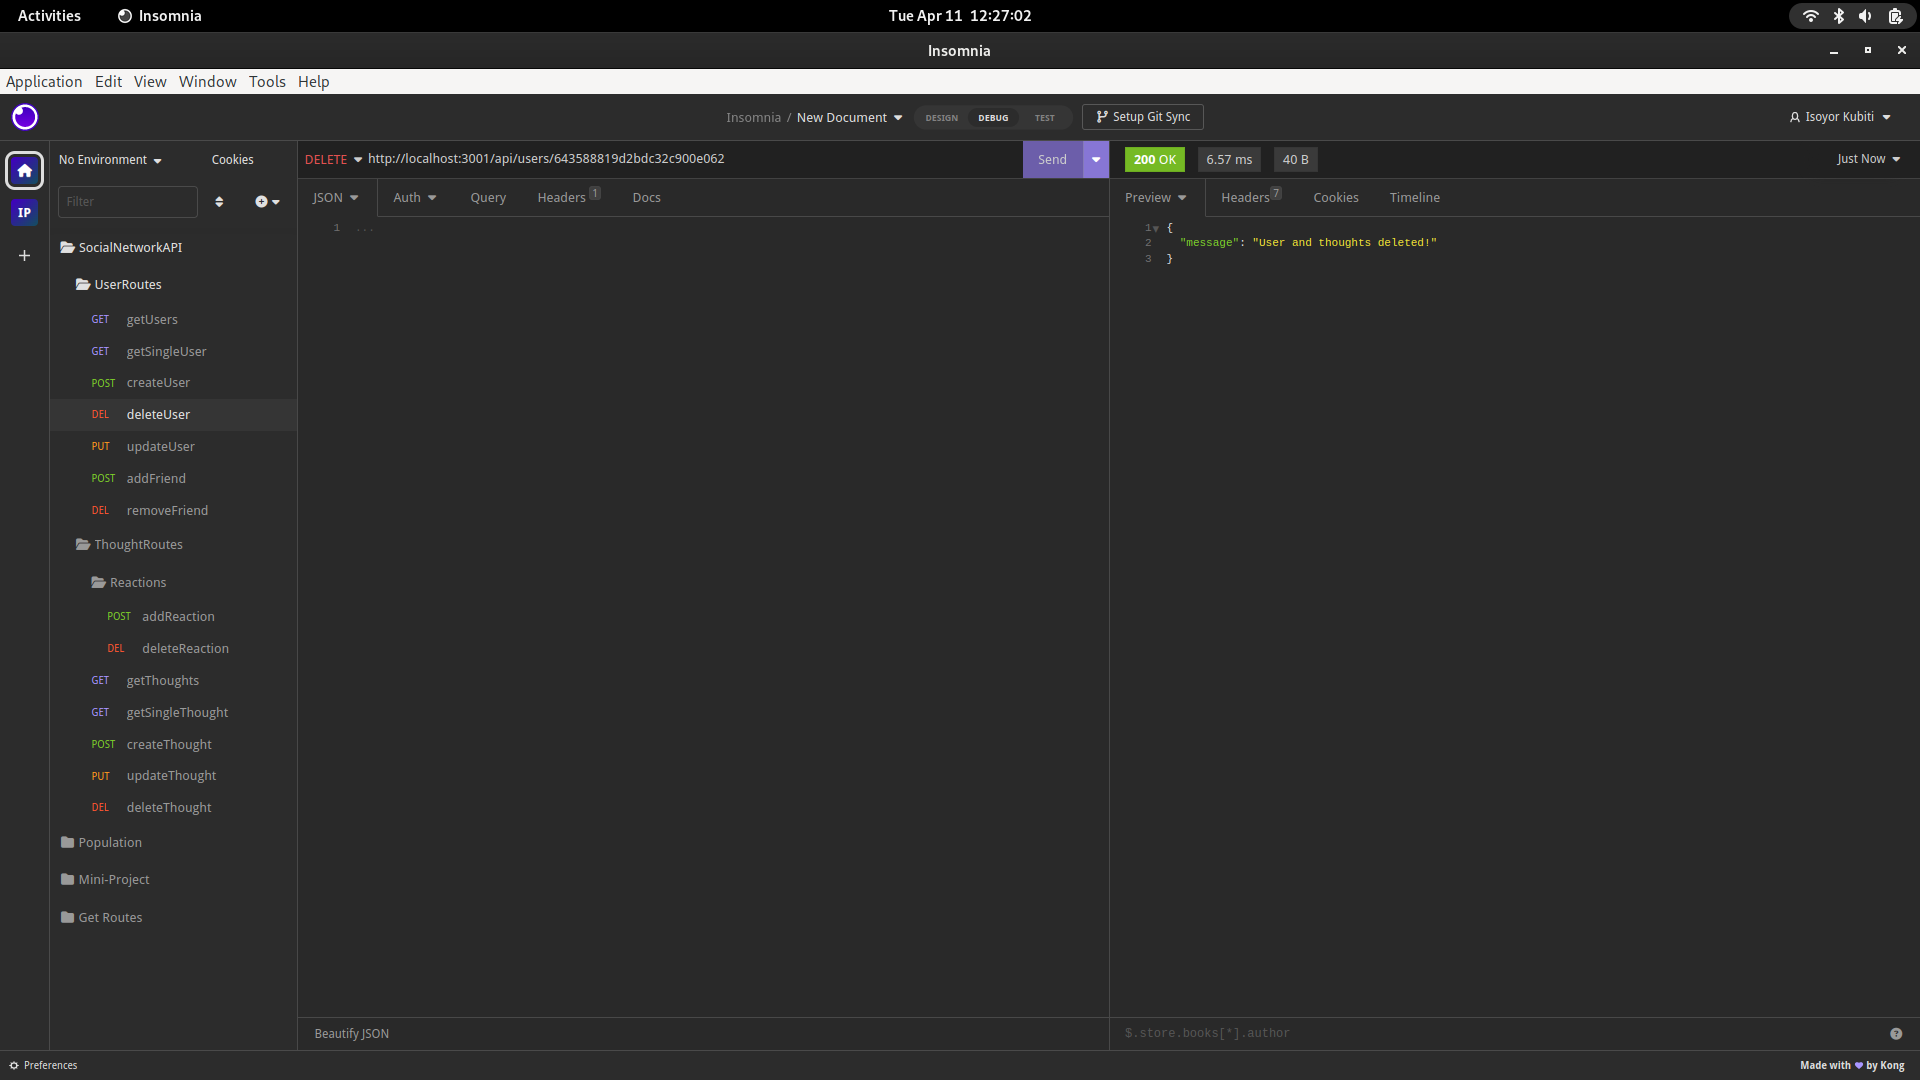 Activities Insomnia Tue Apr 11 12:27:02
Insomnia
Application Edit View Window Tools Help
Insomnia / New Document DESIGN DEBUG TEST Setup Git Sync Isoyor Kubiti
No Environment Cookies
DELETE http://localhost:3001/api/users/643588819d2bdc32c900e062 Send
200 OK 6.57 ms 40 B Just Now
IP
Filter
JSON Auth Query Headers 1 Docs
Preview Headers 7 Cookies Timeline
1 ...
1 {
2 "message": "User and thoughts deleted!"
3 }
SocialNetworkAPI
UserRoutes
GET getUsers
GET getSingleUser
POST createUser
DEL deleteUser
PUT updateUser
POST addFriend
DEL removeFriend
ThoughtRoutes
Reactions
POST addReaction
DEL deleteReaction
GET getThoughts
GET getSingleThought
POST createThought
PUT updateThought
DEL deleteThought
Population
Mini-Project
Get Routes
Beautify JSON
$.store.books[*].author
Preferences
Made with by Kong